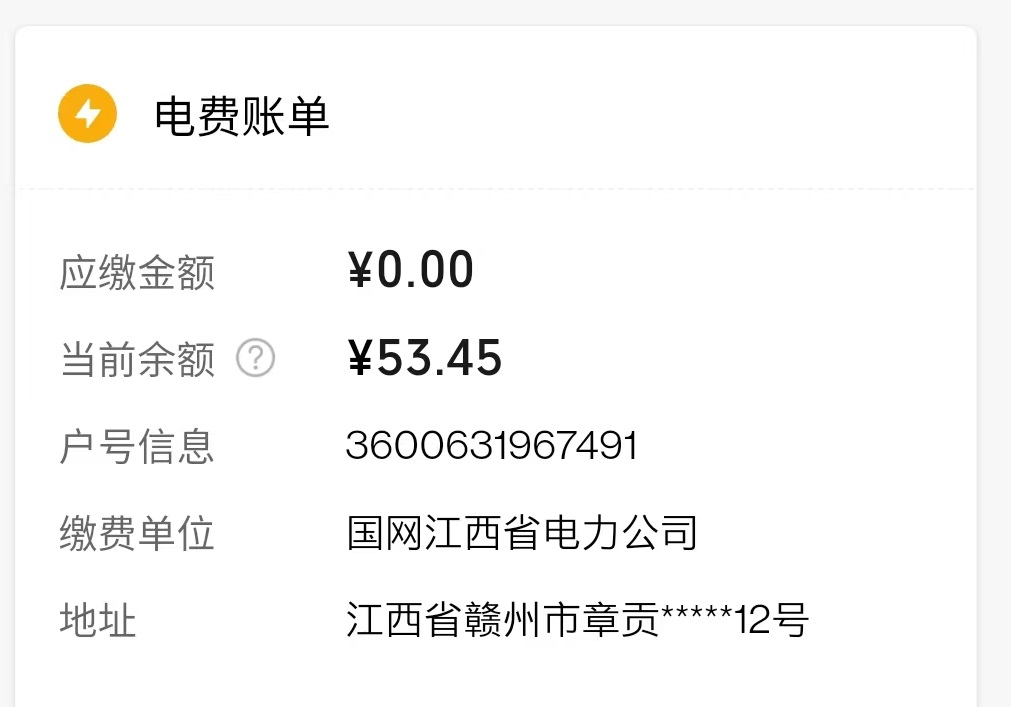 电费账单
应缴金额 ¥0.00
当前余额 ? ¥53.45
户号信息 3600631967491
缴费单位 国网江西省电力公司
地址 江西省赣州市章贡*****12号